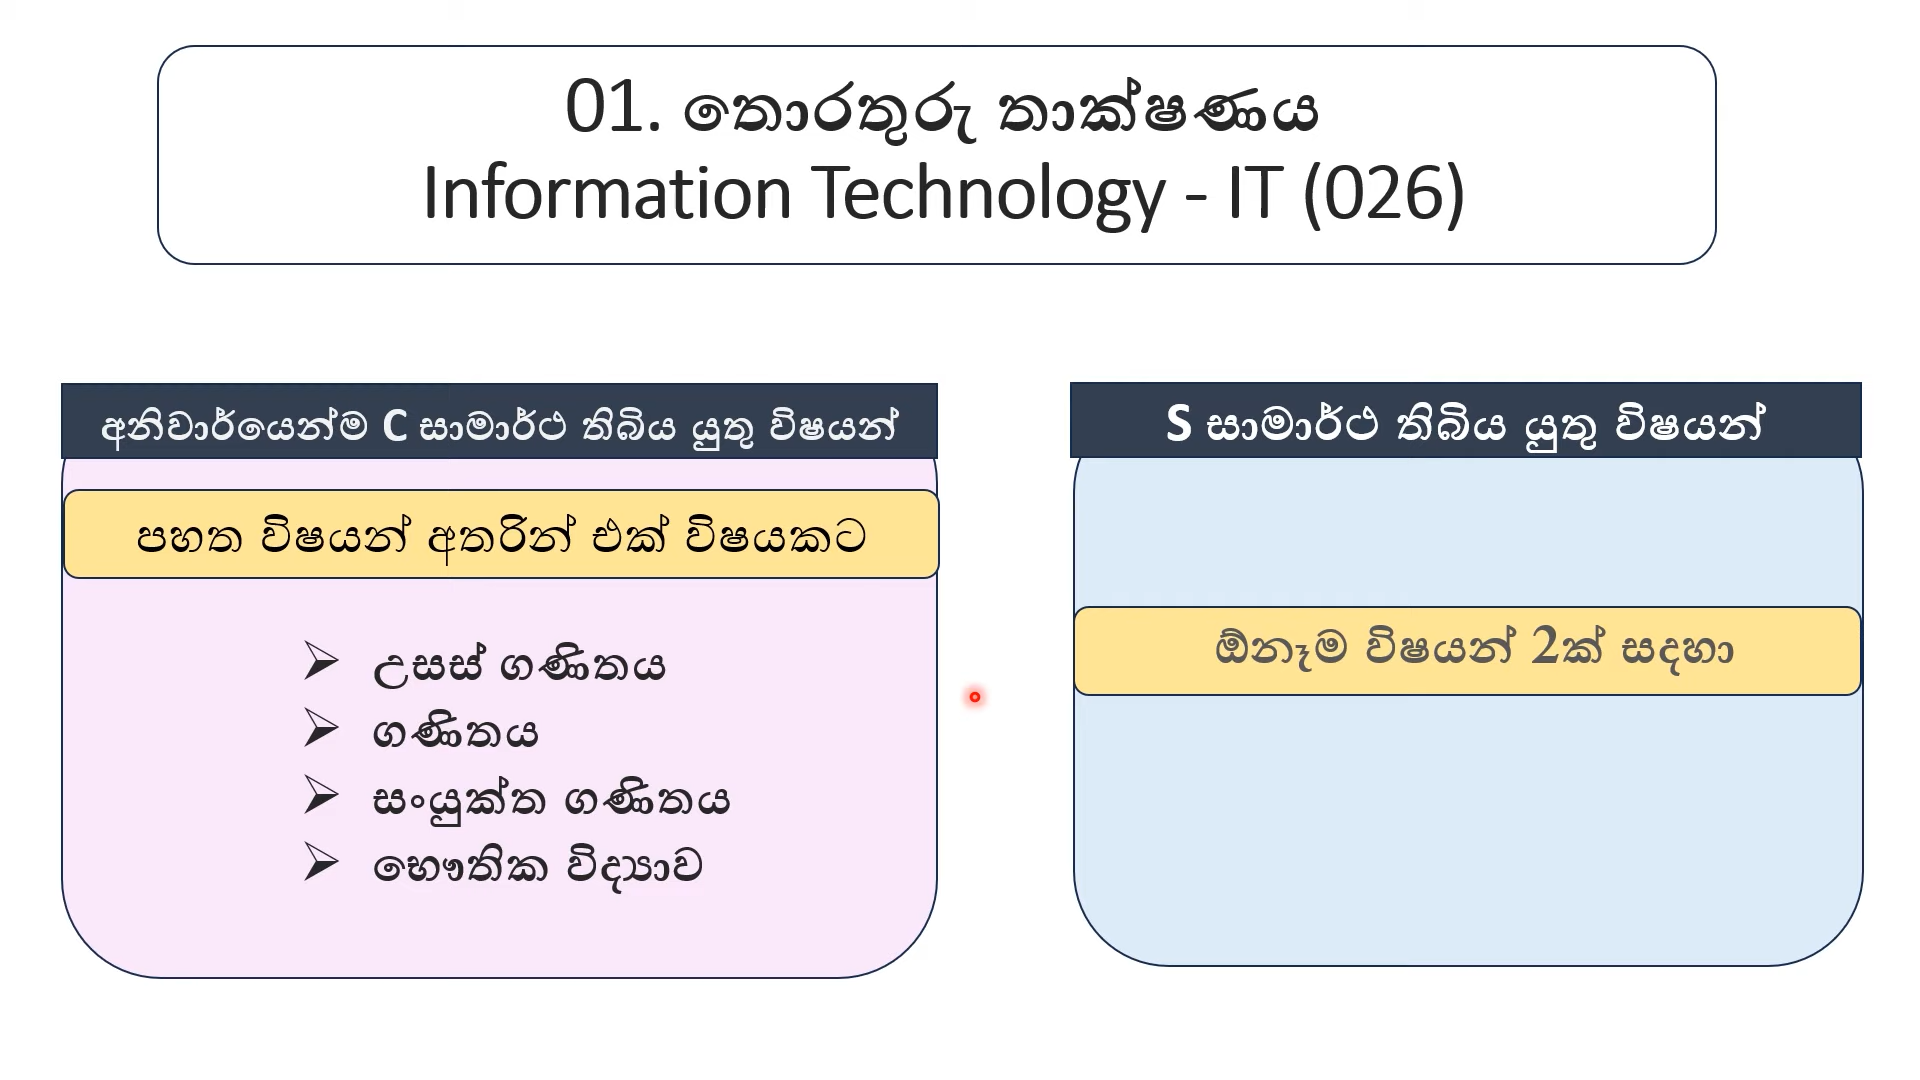 01. තොරතුරු තාක්ෂණය
Information Technology - IT (026)
අනිවාර්යෙන්ම C සාමාර්ථ තිබිය යුතු විෂයන්
පහත විෂයන් අතරින් එක් විෂයකට
උසස් ගණිතය
ගණිතය
සංයුක්ත ගණිතය
භෞතික විද්‍යාව
S සාමාර්ථ තිබිය යුතු විෂයන්
ඕනෑම විෂයන් 2ක් සදහා